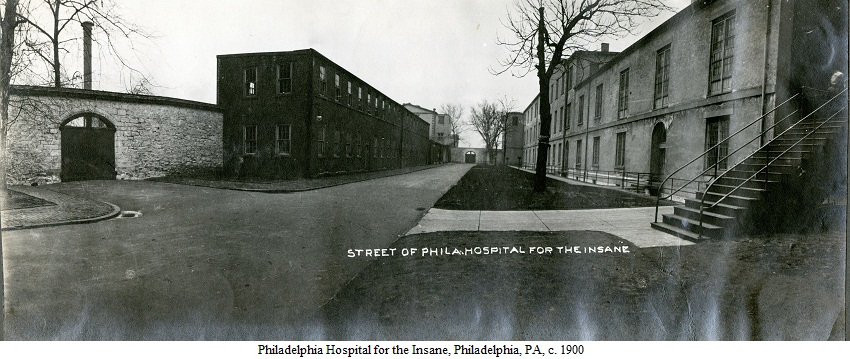 STREET OF PHILA. HOSPITAL FOR THE INSANE
Philadelphia Hospital for the Insane, Philadelphia, PA, c. 1900